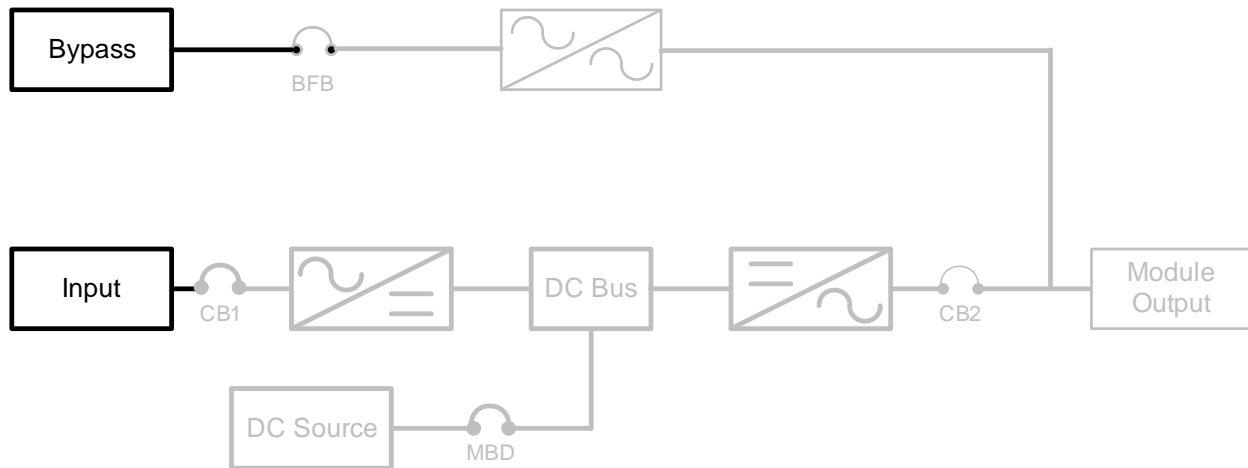 Bypass
BFB
Input
CB1
DC Bus
CB2
Module
Output
DC Source
MBD